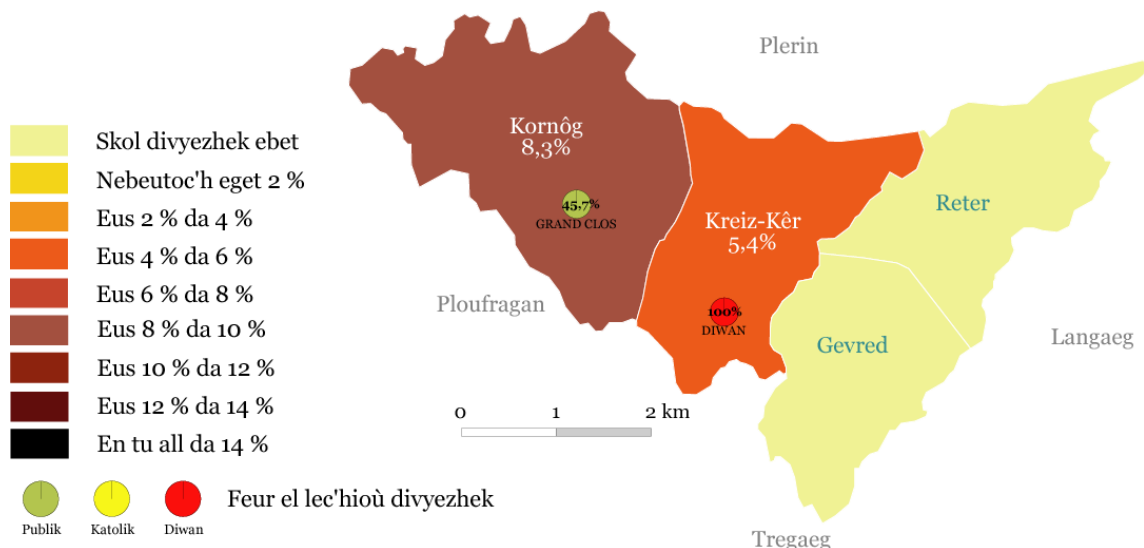 Plerin
Kornôg
8,3%
45,7%
GRAND CLOS
Kreiz-Kêr
5,4%
Reter
Ploufragan
100%
DIWAN
Gevred
Langaeg
Tregaeg
Skol divyezhek ebet
Nebeutoc'h eget 2 %
Eus 2 % da 4 %
Eus 4 % da 6 %
Eus 6 % da 8 %
Eus 8 % da 10 %
Eus 10 % da 12 %
Eus 12 % da 14 %
En tu all da 14 %
0 1 2 km
Feur el lec'hioù divyezhek
Publik
Katolik
Diwan